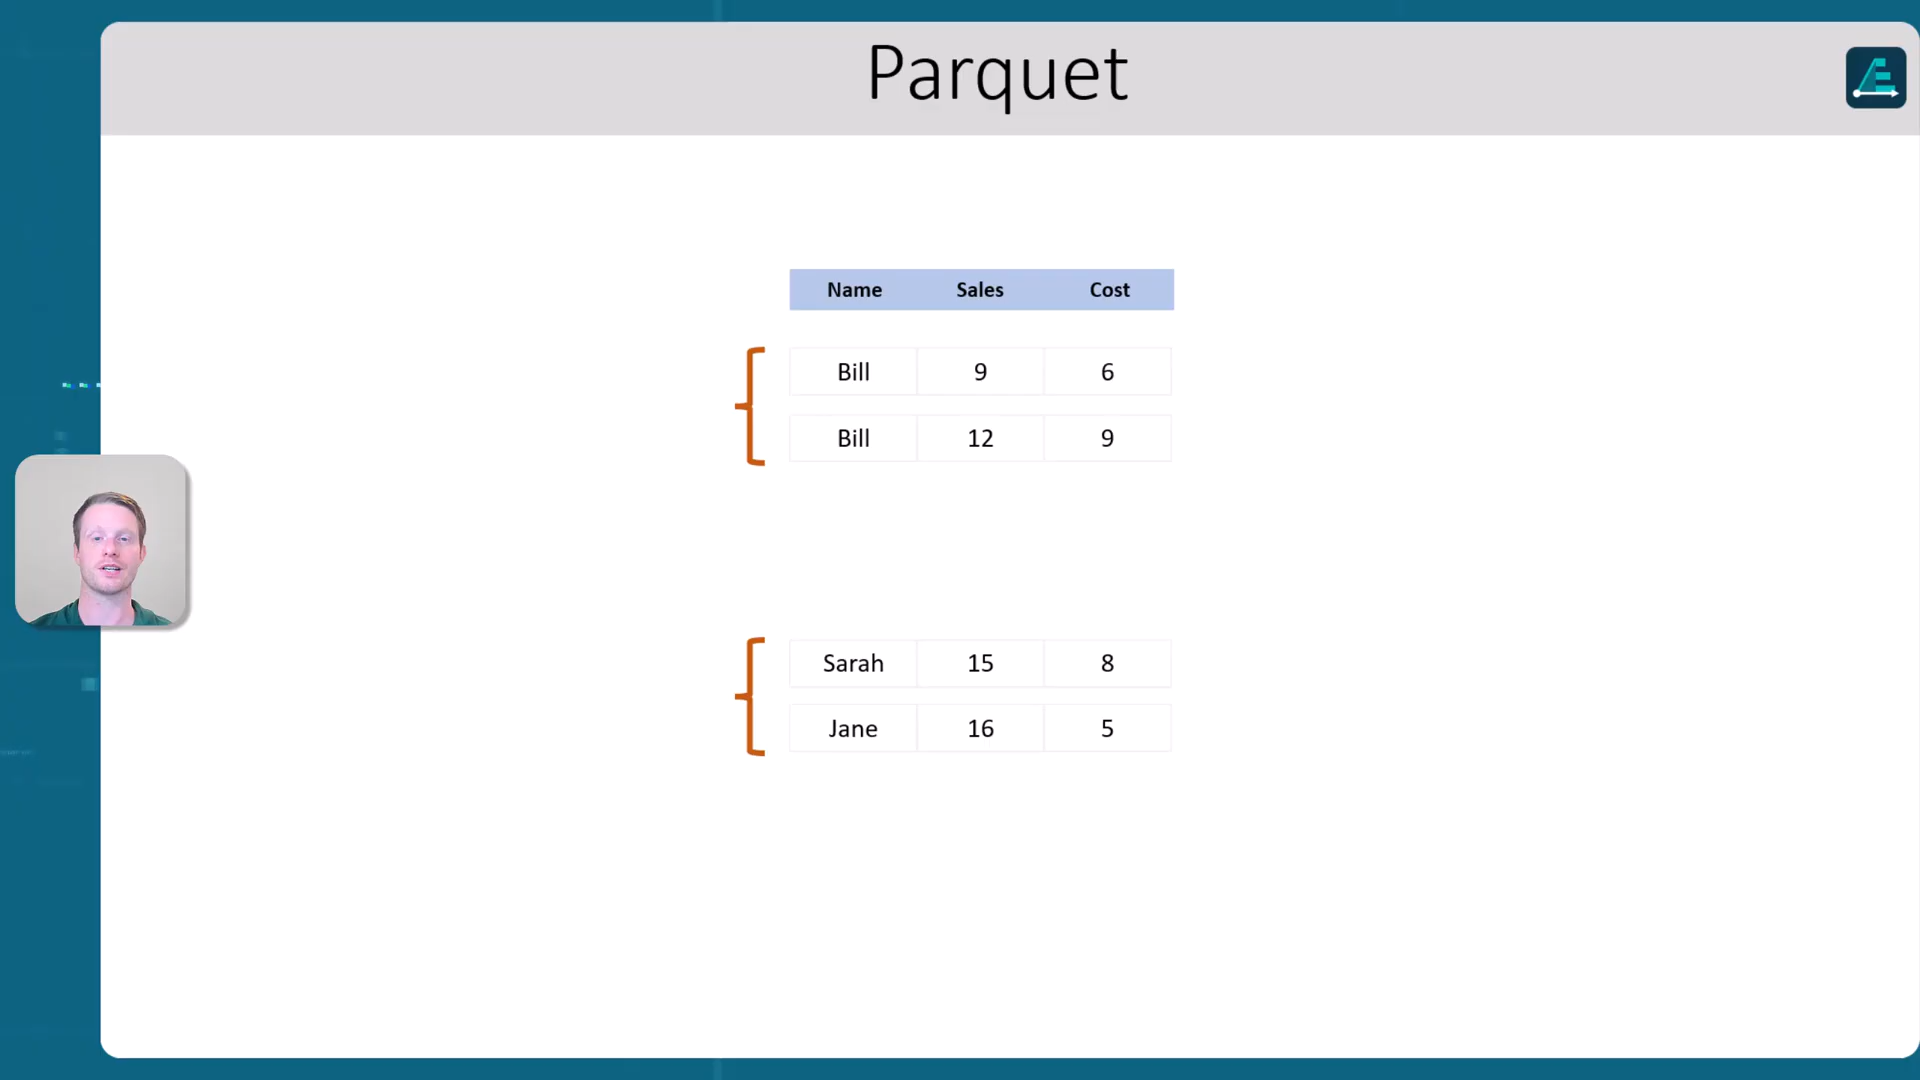 Parquet
Name Sales Cost
Bill 9 6
Bill 12 9
Sarah 15 8
Jane 16 5